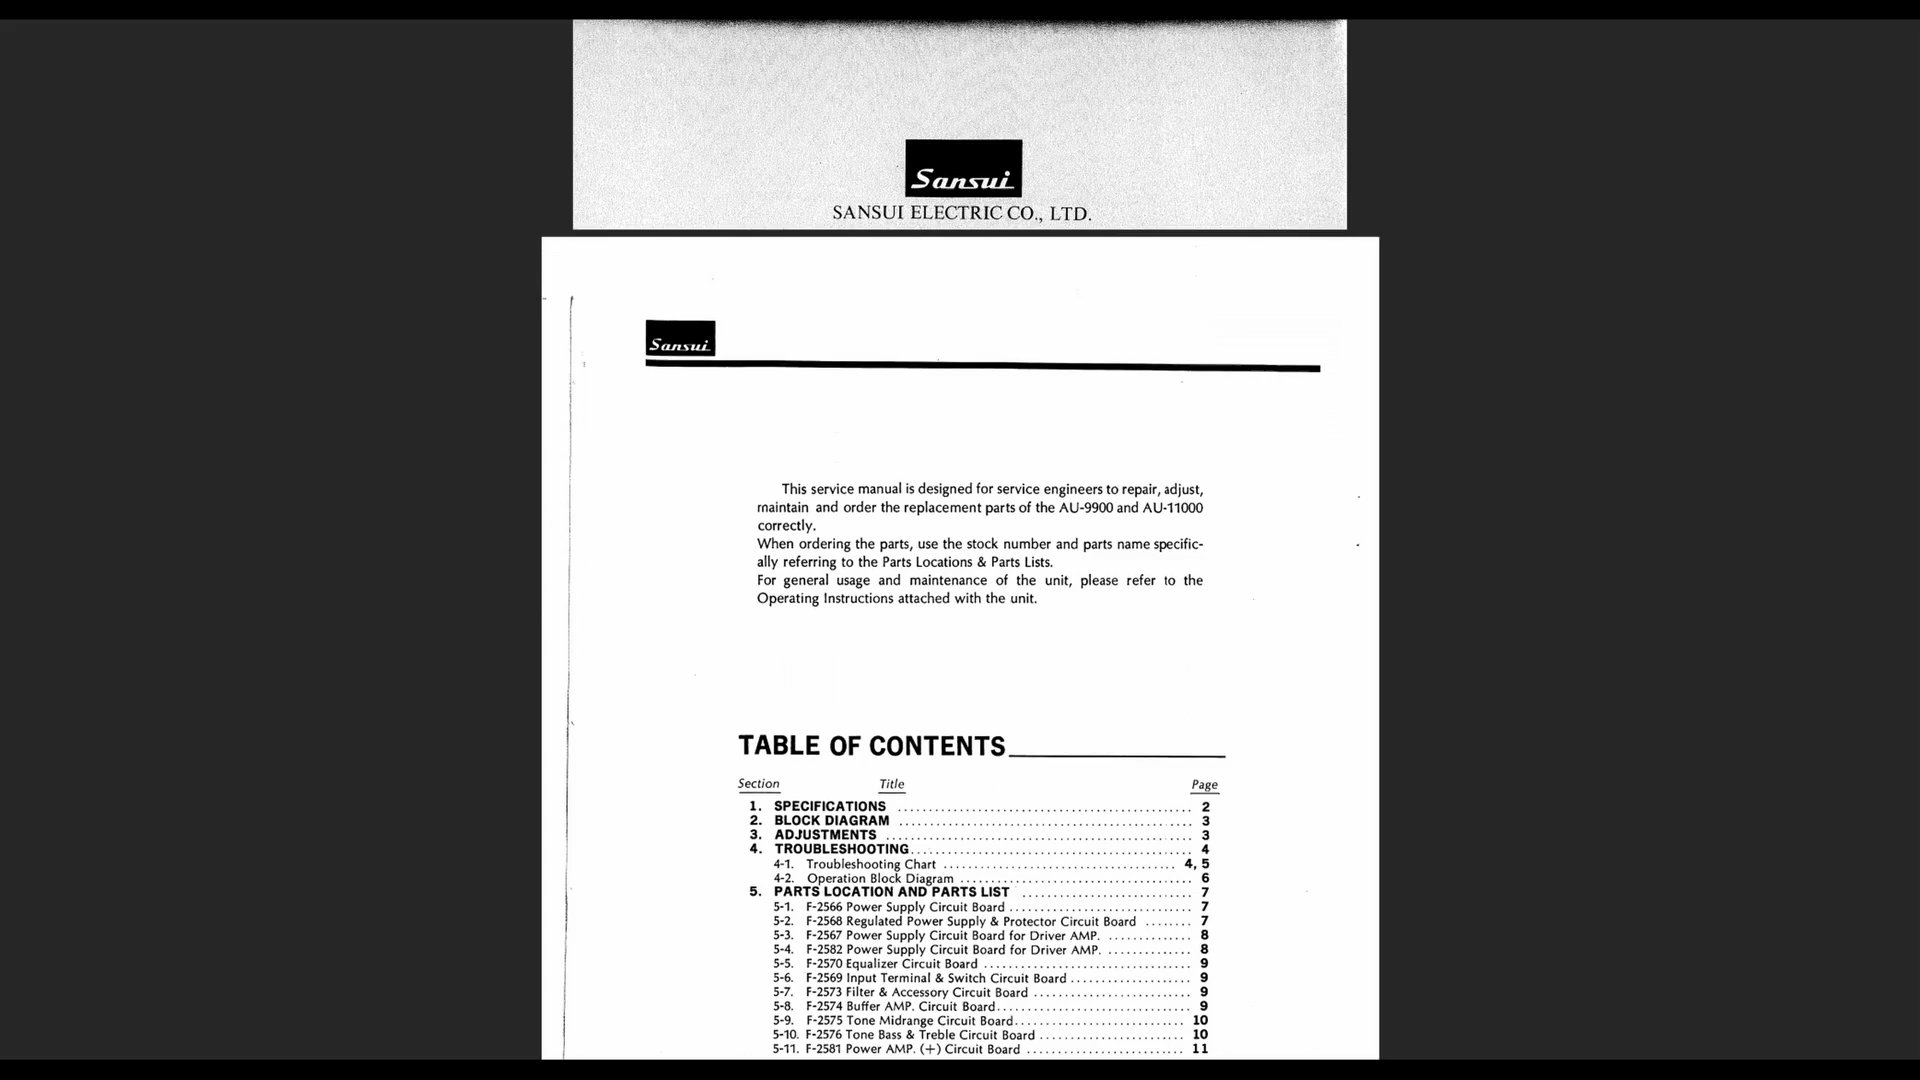 Sansui
SANSUI ELECTRIC CO., LTD.
Sansui
This service manual is designed for service engineers to repair, adjust,
maintain and order the replacement parts of the AU-9900 and AU-11000
correctly.
When ordering the parts, use the stock number and parts name specific-
ally referring to the Parts Locations & Parts Lists.
For general usage and maintenance of the unit, please refer to the
Operating Instructions attached with the unit.
TABLE OF CONTENTS
Section Title Page
1. SPECIFICATIONS 2
2. BLOCK DIAGRAM 3
3. ADJUSTMENTS 3
4. TROUBLESHOOTING 4
4-1. Troubleshooting Chart 4, 5
4-2. Operation Block Diagram 6
5. PARTS LOCATION AND PARTS LIST 7
5-1. F-2566 Power Supply Circuit Board 7
5-2. F-2568 Regulated Power Supply & Protector Circuit Board 7
5-3. F-2567 Power Supply Circuit Board for Driver AMP. 8
5-4. F-2582 Power Supply Circuit Board for Driver AMP. 8
5-5. F-2570 Equalizer Circuit Board 9
5-6. F-2569 Input Terminal & Switch Circuit Board 9
5-7. F-2573 Filter & Accessory Circuit Board 9
5-8. F-2574 Buffer AMP. Circuit Board 9
5-9. F-2575 Tone Midrange Circuit Board 10
5-10. F-2576 Tone Bass & Treble Circuit Board 10
5-11. F-2581 Power AMP. (+) Circuit Board 11